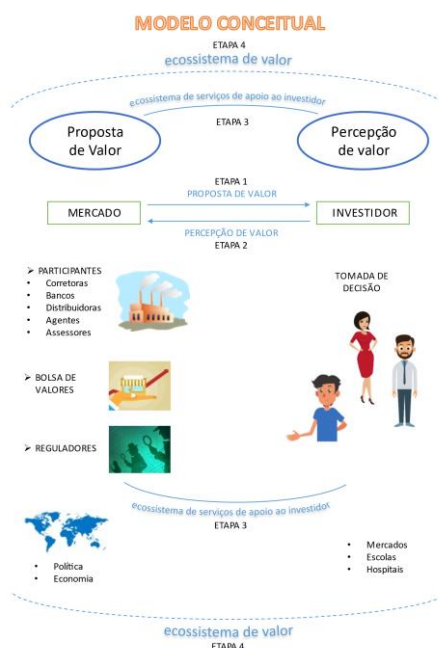 MODELO CONCEITUAL
ETAPA 4
ecossistema de valor
ecossistema de serviços de apoio ao investidor
ETAPA 3
Proposta
de Valor
Percepção
de valor
ETAPA 1
PROPOSTA DE VALOR
MERCADO
INVESTIDOR
PERCEPÇÃO DE VALOR
ETAPA 2
➢ PARTICIPANTES
• Corretoras
• Bancos
• Distribuidoras
• Agentes
• Assessores
TOMADA DE
DECISÃO
➢ BOLSA DE
VALORES
➢ REGULADORES
ecossistema de serviços de apoio ao investidor
ETAPA 3
• Política
• Economia
• Mercados
• Escolas
• Hospitais
ecossistema de valor
ETAPA 4